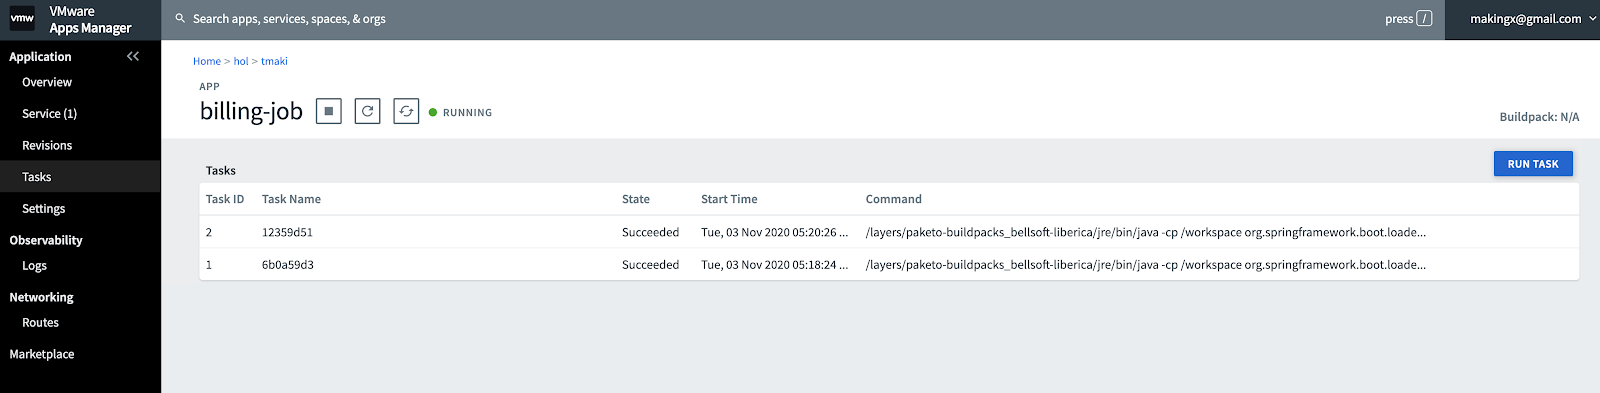 vmw
VMware
Apps Manager
Search apps, services, spaces, & orgs
press /
makingx@gmail.com
Application
Overview
Service (1)
Revisions
Tasks
Settings
Observability
Logs
Networking
Routes
Marketplace
Home > hol > tmaki
APP
billing-job
RUNNING
Buildpack: N/A
Tasks
RUN TASK
Task ID Task Name State Start Time Command
2 12359d51 Succeeded Tue, 03 Nov 2020 05:20:26 ... /layers/paketo-buildpacks_bellsoft-liberica/jre/bin/java -cp /workspace org.springframework.boot.loade...
1 6b0a59d3 Succeeded Tue, 03 Nov 2020 05:18:24 ... /layers/paketo-buildpacks_bellsoft-liberica/jre/bin/java -cp /workspace org.springframework.boot.loade...